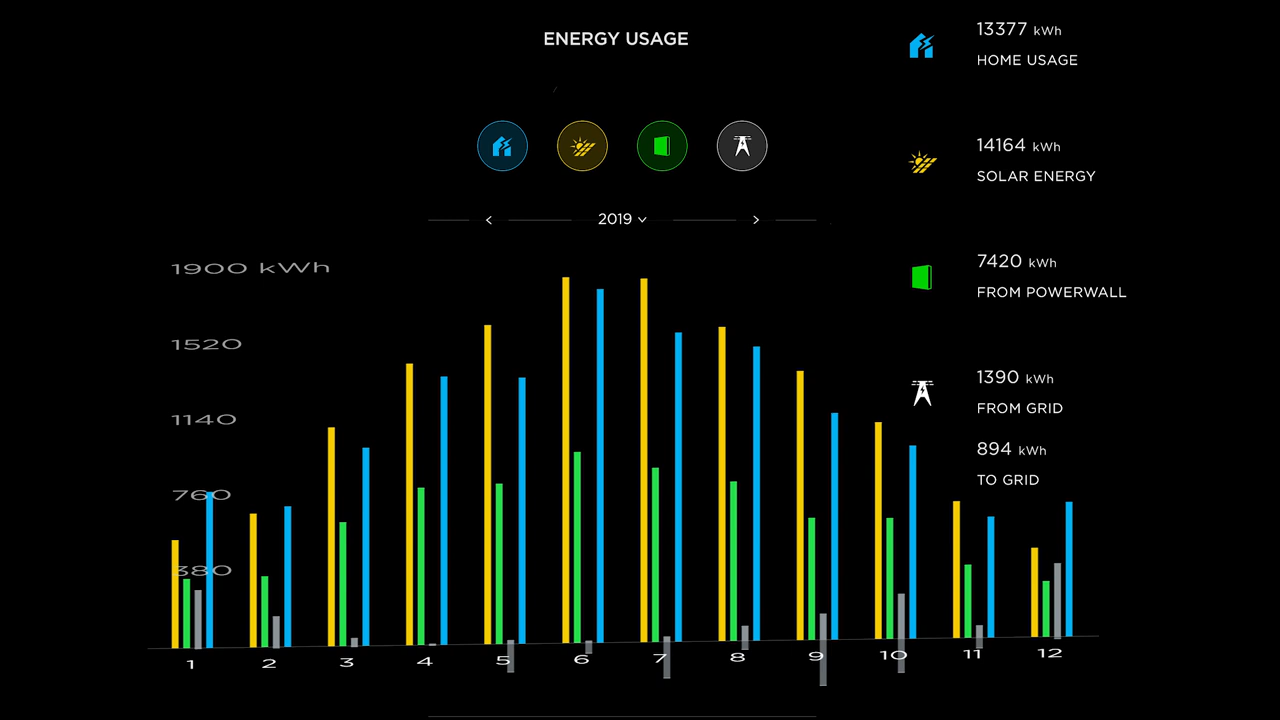 ENERGY USAGE
13377 kWh
HOME USAGE
14164 kWh
SOLAR ENERGY
2019
7420 kWh
FROM POWERWALL
1390 kWh
FROM GRID
894 kWh
TO GRID
1900 kWh
1520
1140
760
380
1 2 3 4 5 6 7 8 9 10 11 12